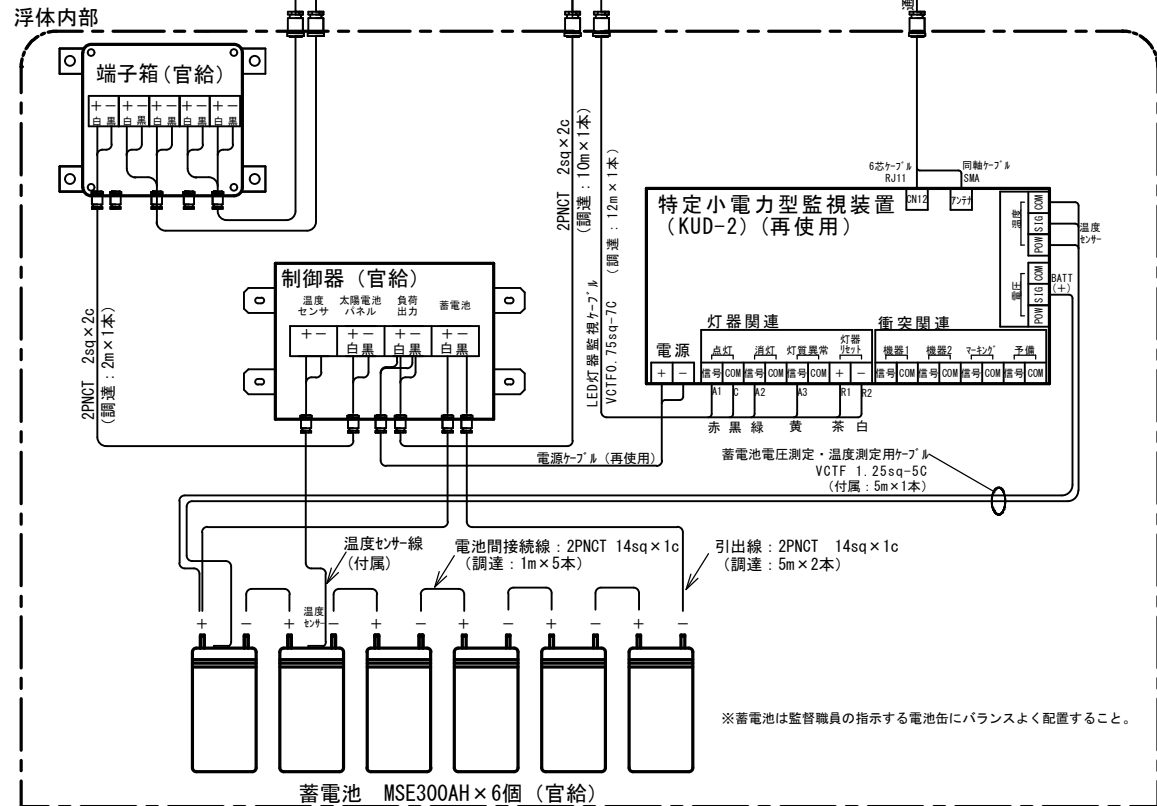 浮体内部
端子箱(官給)
+ − + − + − + − + −
白 黒 白 黒 白 黒 白 黒 白 黒
2PNCT 2sq×2c
(調達：2m×1本)
制御器（官給）
温度
センサ
太陽電池
パネル
負荷
出力
蓄電池
+ − + − + − + −
白 黒 白 黒 白 黒
2PNCT 2sq×2c
(調達：10m×1本)
LED灯器監視ケーブル
VCTF0.75sq-7C (調達：12m×1本)
6芯ケーブル
RJ11
同軸ケーブル
SMA
特定小電力型監視装置
(KUD-2)(再使用)
CN12
アンテナ
温度
COM
SIG
POW
温度
センサー
電圧
COM
SIG
POW
BATT
(+)
電源
+ −
灯器関連
点灯 消灯 灯質異常 灯器
リセット
信号 COM 信号 COM 信号 COM + −
A1 C A2 A3 R1 R2
赤 黒 緑 黄 茶 白
衝突関連
機器1 機器2 マーキング 予備
信号 COM 信号 COM 信号 COM 信号 COM
電源ケーブル(再使用)
蓄電池電圧測定・温度測定用ケーブル
VCTF 1.25sq-5C
(付属：5m×1本)
温度センサー線
(付属)
電池間接続線：2PNCT 14sq×1c
(調達：1m×5本)
引出線：2PNCT 14sq×1c
(調達：5m×2本)
温度
センサー
+ − + − + − + − + − + −
※蓄電池は監督職員の指示する電池缶にバランスよく配置すること。
蓄電池 MSE300AH×6個（官給）